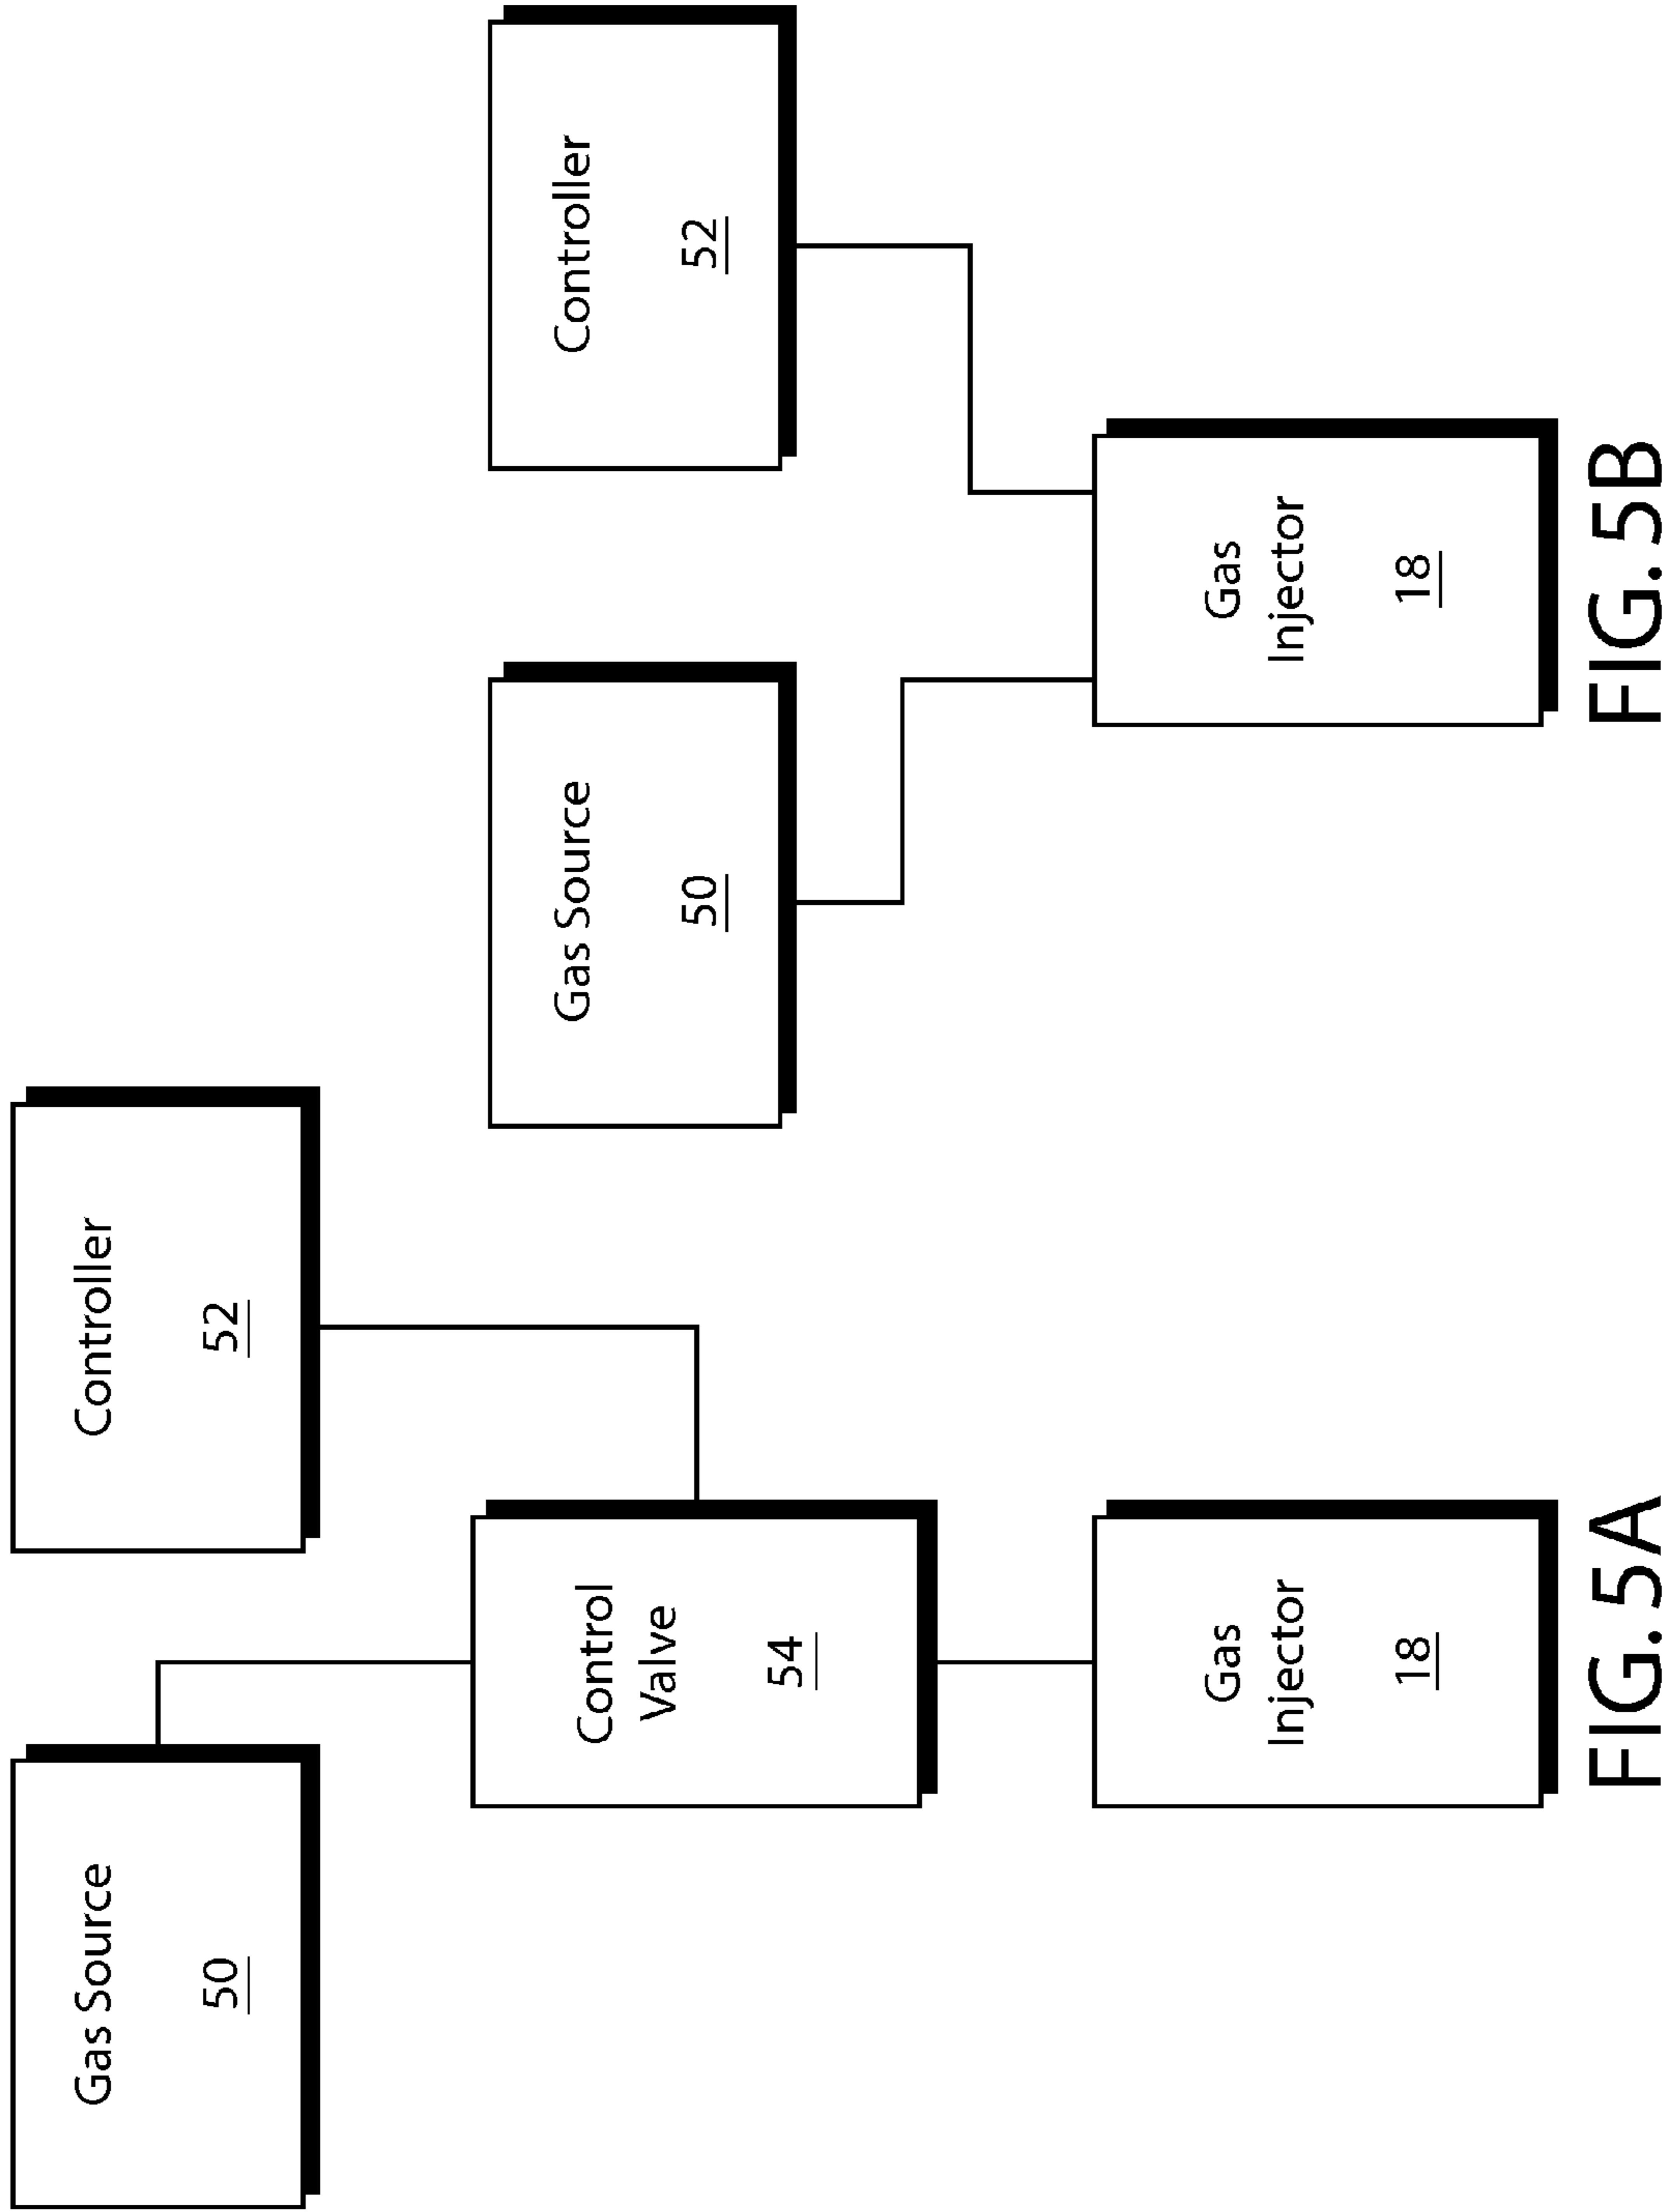 Gas Source
50
Controller
52
Control
Valve
54
Gas
Injector
18
FIG. 5A
Gas Source
50
Controller
52
Gas
Injector
18
FIG. 5B